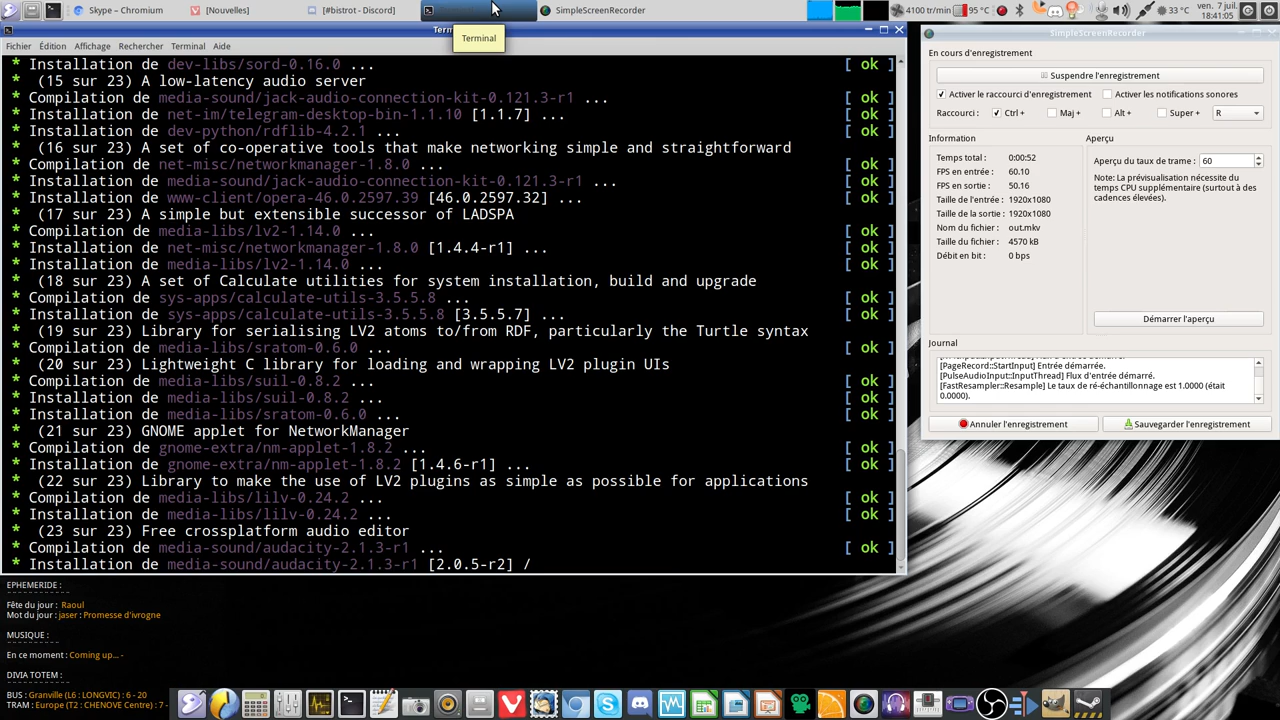 Skype – Chromium
[Nouvelles]
[#bistrot - Discord]
SimpleScreenRecorder
4100 tr/min
95 °C
33 °C
ven. 7 juil.
18:41:05
Terminal
Fichier Édition Affichage Rechercher Terminal Aide
* Installation de dev-libs/sord-0.16.0 ... [ ok ]
* (15 sur 23) A low-latency audio server
* Compilation de media-sound/jack-audio-connection-kit-0.121.3-r1 ... [ ok ]
* Installation de net-im/telegram-desktop-bin-1.1.10 [1.1.7] ... [ ok ]
* Installation de dev-python/rdflib-4.2.1 ... [ ok ]
* (16 sur 23) A set of co-operative tools that make networking simple and straightforward
* Compilation de net-misc/networkmanager-1.8.0 ... [ ok ]
* Installation de media-sound/jack-audio-connection-kit-0.121.3-r1 ... [ ok ]
* Installation de www-client/opera-46.0.2597.39 [46.0.2597.32] ... [ ok ]
* (17 sur 23) A simple but extensible successor of LADSPA
* Compilation de media-libs/lv2-1.14.0 ... [ ok ]
* Installation de net-misc/networkmanager-1.8.0 [1.4.4-r1] ... [ ok ]
* Installation de media-libs/lv2-1.14.0 ... [ ok ]
* (18 sur 23) A set of Calculate utilities for system installation, build and upgrade
* Compilation de sys-apps/calculate-utils-3.5.5.8 ... [ ok ]
* Installation de sys-apps/calculate-utils-3.5.5.8 [3.5.5.7] ... [ ok ]
* (19 sur 23) Library for serialising LV2 atoms to/from RDF, particularly the Turtle syntax
* Compilation de media-libs/sratom-0.6.0 ... [ ok ]
* (20 sur 23) Lightweight C library for loading and wrapping LV2 plugin UIs
* Compilation de media-libs/suil-0.8.2 ... [ ok ]
* Installation de media-libs/suil-0.8.2 ... [ ok ]
* Installation de media-libs/sratom-0.6.0 ... [ ok ]
* (21 sur 23) GNOME applet for NetworkManager
* Compilation de gnome-extra/nm-applet-1.8.2 ... [ ok ]
* Installation de gnome-extra/nm-applet-1.8.2 [1.4.6-r1] ... [ ok ]
* (22 sur 23) Library to make the use of LV2 plugins as simple as possible for applications
* Compilation de media-libs/lilv-0.24.2 ... [ ok ]
* Installation de media-libs/lilv-0.24.2 ... [ ok ]
* (23 sur 23) Free crossplatform audio editor
* Compilation de media-sound/audacity-2.1.3-r1 ... [ ok ]
* Installation de media-sound/audacity-2.1.3-r1 [2.0.5-r2] /
SimpleScreenRecorder
En cours d'enregistrement
Suspendre l'enregistrement
Activer le raccourci d'enregistrement Activer les notifications sonores
Raccourci : Ctrl + Maj + Alt + Super + R
Information
Temps total : 0:00:52
FPS en entrée : 60.10
FPS en sortie : 50.16
Taille de l'entrée : 1920x1080
Taille de la sortie : 1920x1080
Nom du fichier : out.mkv
Taille du fichier : 4570 kB
Débit en bit : 0 bps
Aperçu
Aperçu du taux de trame : 60
Note: La prévisualisation nécessite du
temps CPU supplémentaire (surtout à des
cadences élevées).
Démarrer l'aperçu
Journal
[PageRecord::StartInput] Entrée démarrée.
[PulseAudioInput::InputThread] Flux d'entrée démarré.
[FastResampler::Resample] Le taux de ré-échantillonnage est 1.0000 (était
0.0000).
Annuler l'enregistrement Sauvegarder l'enregistrement
EPHEMERIDE :
Fête du jour : Raoul
Mot du jour : jaser : Promesse d'ivrogne
MUSIQUE :
En ce moment : Coming up... -
DIVIA TOTEM :
BUS : Granville (L6 : LONGVIC) : 6 - 20
TRAM : Europe (T2 : CHENOVE Centre) : 7 -